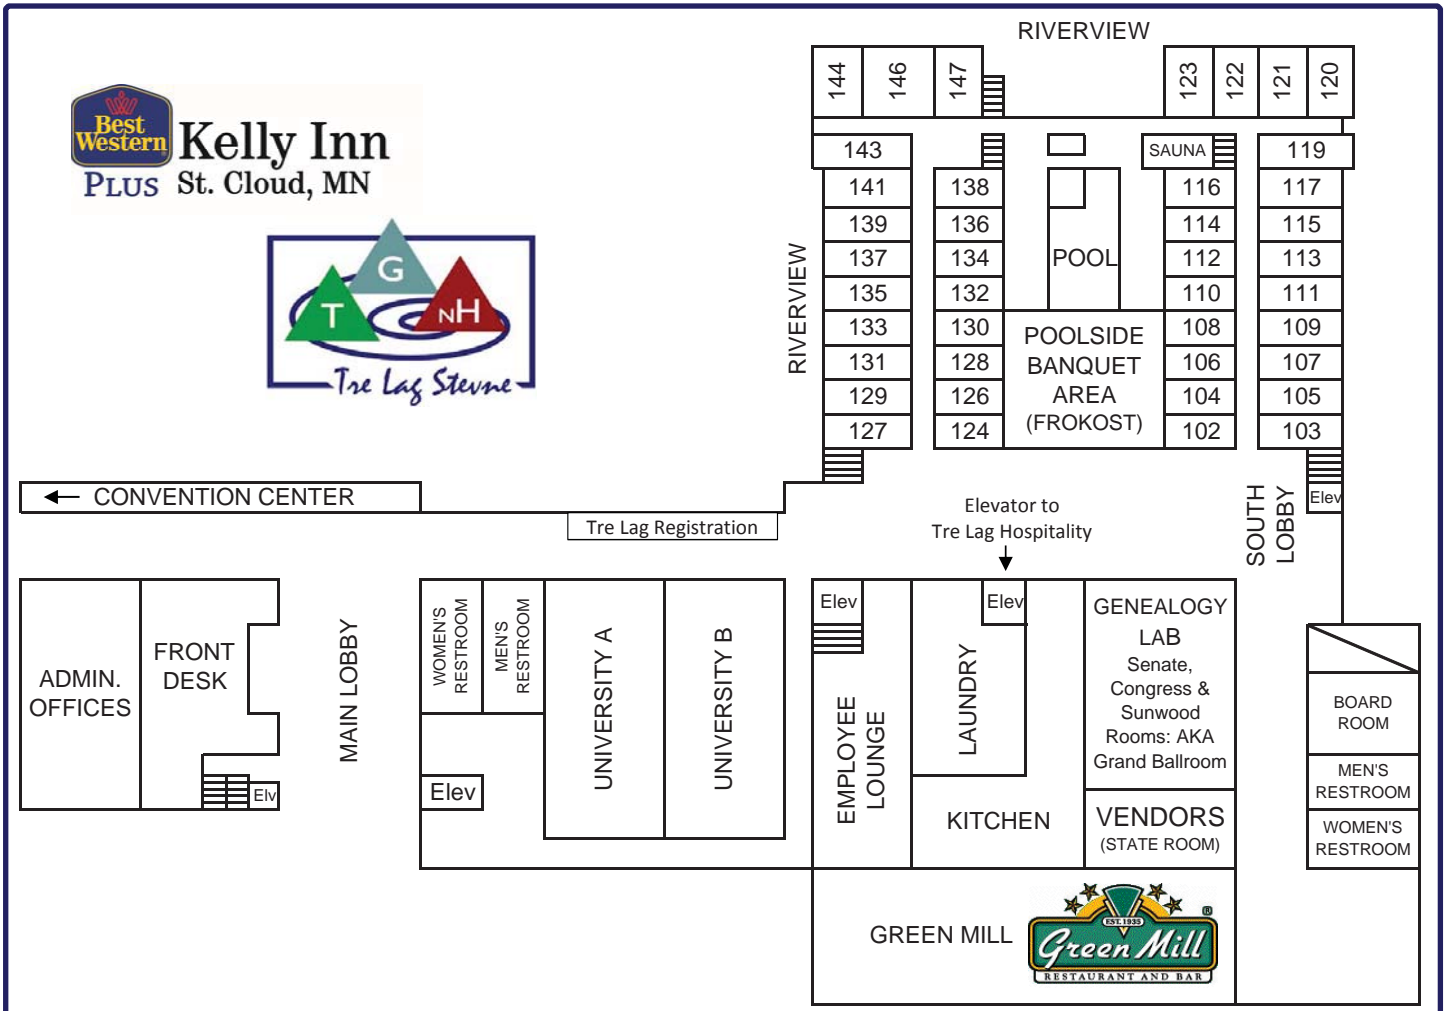 RIVERVIEW
144
146
147
123
122
121
120
Best
Western
PLUS
Kelly Inn
St. Cloud, MN
T
G
NH
Tre Lag Stevne
RIVERVIEW
143
141
139
137
135
133
131
129
127
138
136
134
132
130
128
126
124
POOL
POOLSIDE
BANQUET
AREA
(FROKOST)
SAUNA
116
114
112
110
108
106
104
102
119
117
115
113
111
109
107
105
103
← CONVENTION CENTER
Tre Lag Registration
Elevator to
Tre Lag Hospitality
SOUTH
LOBBY
Elev
ADMIN.
OFFICES
FRONT
DESK
Elv
MAIN LOBBY
WOMEN'S
RESTROOM
MEN'S
RESTROOM
Elev
UNIVERSITY A
UNIVERSITY B
Elev
EMPLOYEE
LOUNGE
LAUNDRY
Elev
KITCHEN
GENEALOGY
LAB
Senate,
Congress &
Sunwood
Rooms: AKA
Grand Ballroom
VENDORS
(STATE ROOM)
BOARD
ROOM
MEN'S
RESTROOM
WOMEN'S
RESTROOM
GREEN MILL
EST. 1935
®
Green Mill
RESTAURANT AND BAR